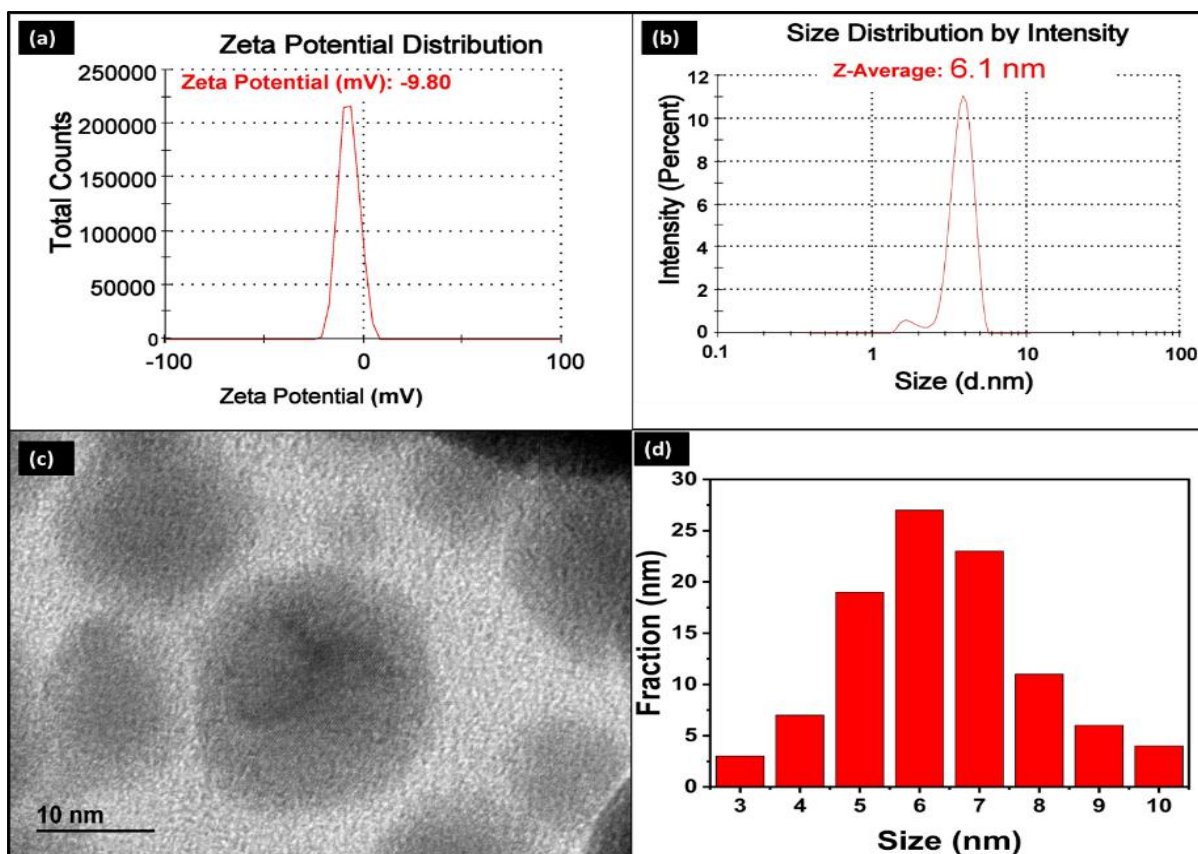 (a)
Zeta Potential Distribution
Zeta Potential (mV): -9.80
250000
200000
150000
100000
50000
0
Total Counts
-100 0 100
Zeta Potential (mV)
(b)
Size Distribution by Intensity
Z-Average: 6.1 nm
12
10
8
6
4
2
0
Intensity (Percent)
0.1 1 10 100
Size (d.nm)
(c)
10 nm
(d)
30
25
20
15
10
5
0
Fraction (nm)
3 4 5 6 7 8 9 10
Size (nm)